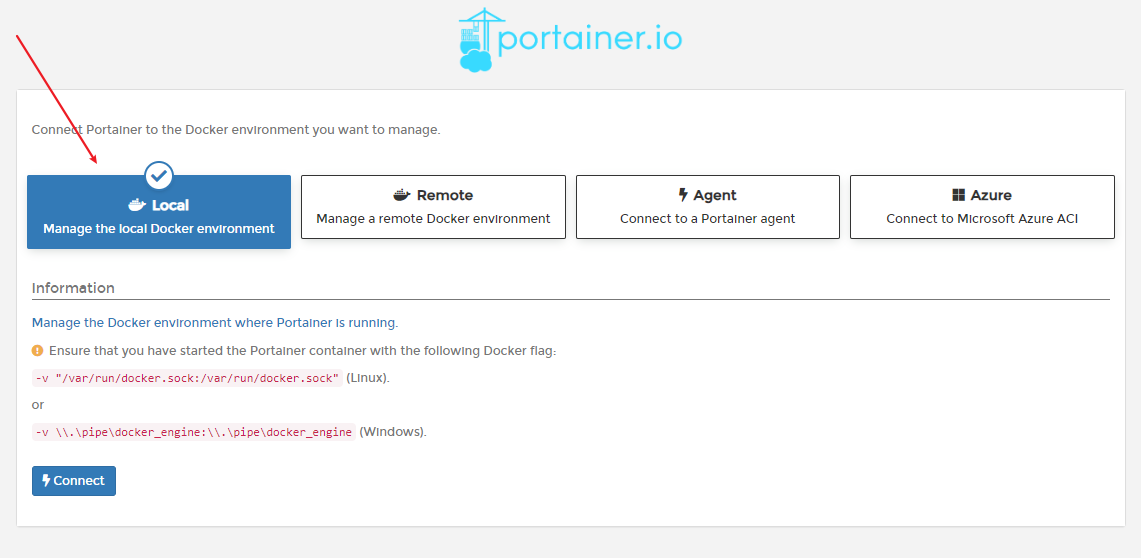 portainer.io
Connect Portainer to the Docker environment you want to manage.
Local
Manage the local Docker environment
Remote
Manage a remote Docker environment
Agent
Connect to a Portainer agent
Azure
Connect to Microsoft Azure ACI
Information
Manage the Docker environment where Portainer is running.
Ensure that you have started the Portainer container with the following Docker flag:
-v "/var/run/docker.sock:/var/run/docker.sock" (Linux).
or
-v \\.\pipe\docker_engine:\\.\pipe\docker_engine (Windows).
Connect